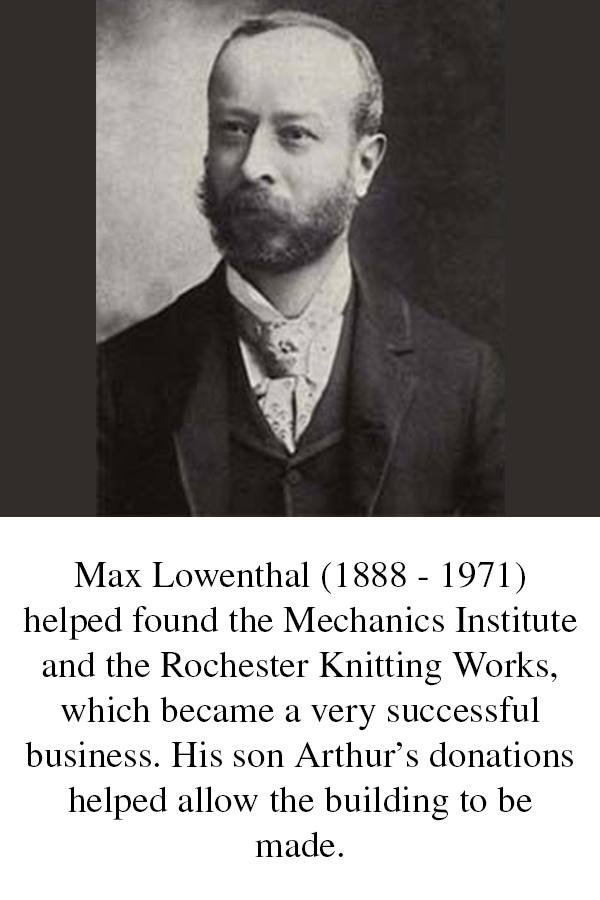 Max Lowenthal (1888 - 1971)
helped found the Mechanics Institute
and the Rochester Knitting Works,
which became a very successful
business. His son Arthur’s donations
helped allow the building to be
made.